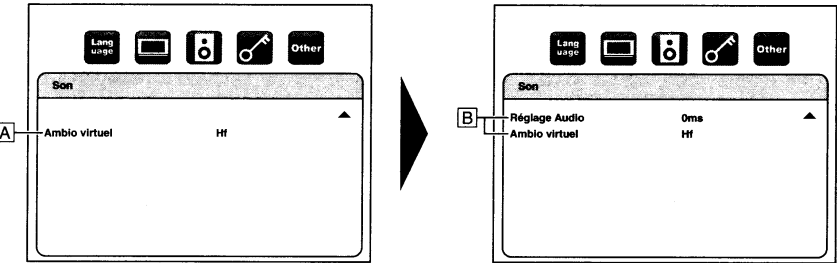 Lang
uage
Other
Son
A
Ambio virtuel Hf
Lang
uage
Other
Son
B
Réglage Audio 0ms
Ambio virtuel Hf